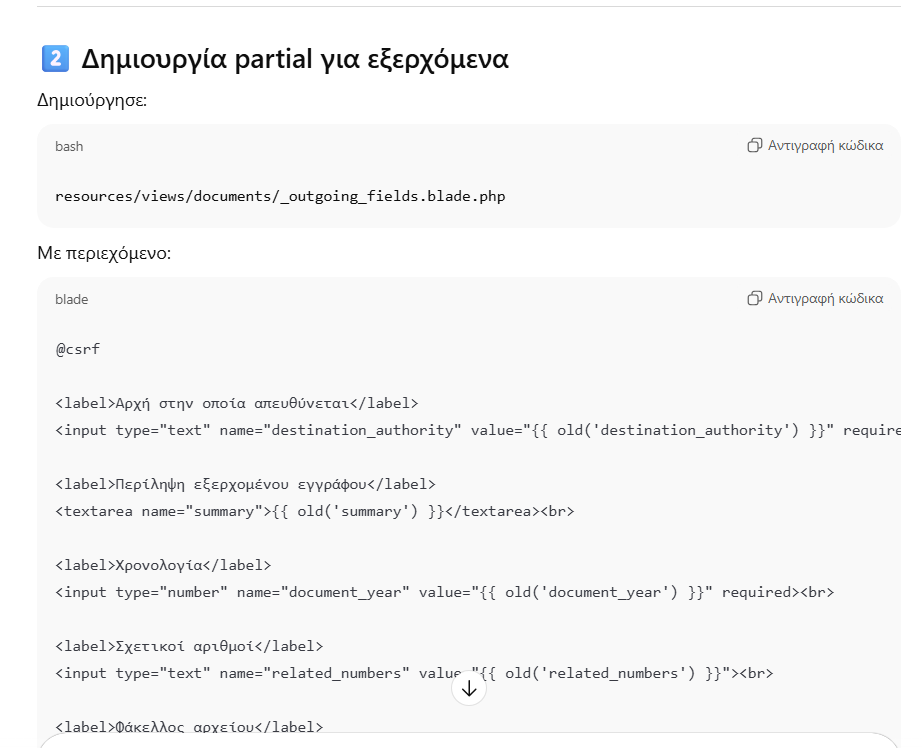 2 Δημιουργία partial για εξερχόμενα
Δημιούργησε:
bash
Αντιγραφή κώδικα
resources/views/documents/_outgoing_fields.blade.php
Με περιεχόμενο:
blade
Αντιγραφή κώδικα
@csrf
<label>Αρχή στην οποία απευθύνεται</label>
<input type="text" name="destination_authority" value="{{ old('destination_authority') }}" require
<label>Περίληψη εξερχομένου εγγράφου</label>
<textarea name="summary">{{ old('summary') }}</textarea><br>
<label>Χρονολογία</label>
<input type="number" name="document_year" value="{{ old('document_year') }}" required><br>
<label>Σχετικοί αριθμοί</label>
<input type="text" name="related_numbers" value="{{ old('related_numbers') }}"><br>
<label>Φάκελλος αρχείου</label>